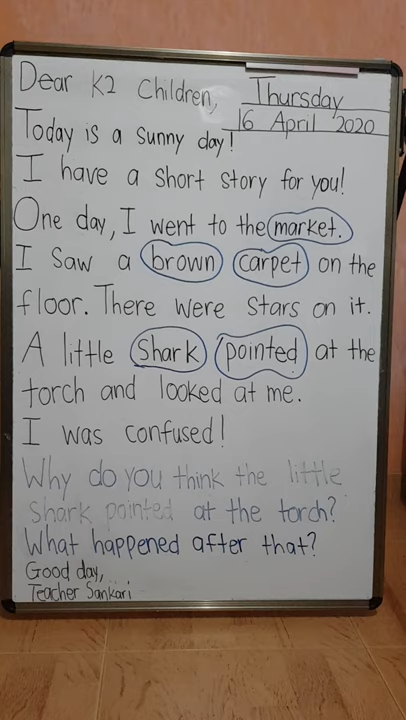 Dear K2 Children,
Thursday
16 April 2020
Today is a sunny day!
I have a short story for you!
One day, I went to the market.
I saw a brown carpet on the
floor. There were stars on it.
A little shark pointed at the
torch and looked at me.
I was confused!
Why do you think the little
shark pointed at the torch?
What happened after that?
Good day,
Teacher Sankari